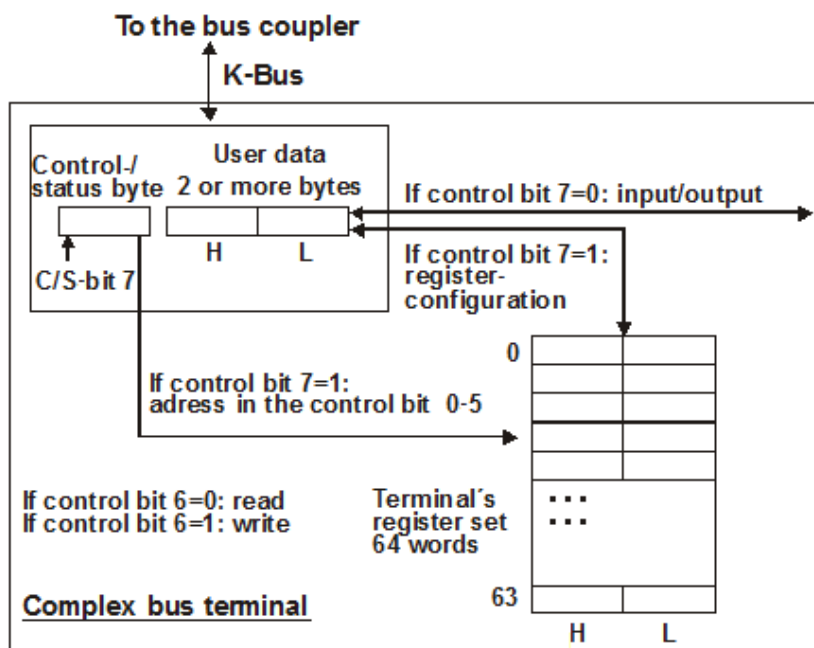 To the bus coupler
K-Bus
Control-/
status byte
User data
2 or more bytes
H
L
C/S-bit 7
If control bit 7=0: input/output
If control bit 7=1:
register-
configuration
If control bit 7=1:
adress in the control bit 0-5
0
If control bit 6=0: read
If control bit 6=1: write
Terminal´s
register set
64 words
...
...
63
H
L
Complex bus terminal